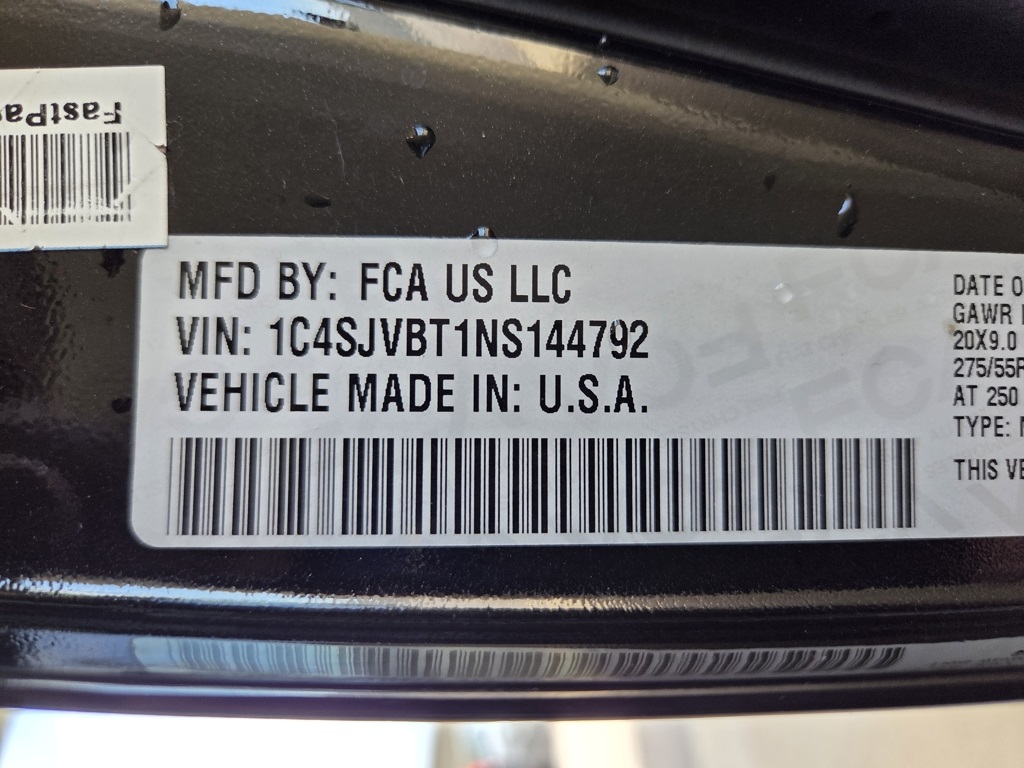 FastPa
MFD BY: FCA US LLC
VIN: 1C4SJVBT1NS144792
VEHICLE MADE IN: U.S.A.
DATE O
GAWR
20X9.0
275/55R
AT 250
TYPE:
THIS VE